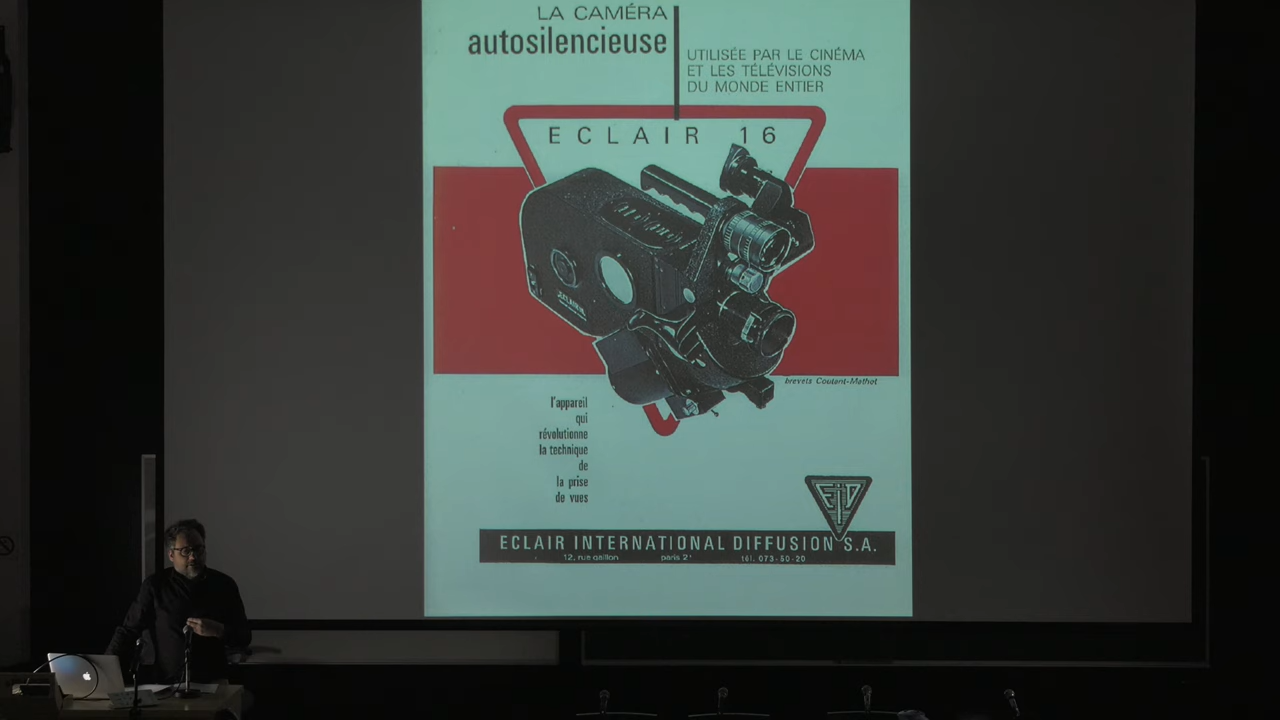 LA CAMÉRA
autosilencieuse
UTILISÉE PAR LE CINÉMA
ET LES TÉLÉVISIONS
DU MONDE ENTIER
ECLAIR 16
ECLAIR
brevets Coutant-Mathot
l'appareil
qui
révolutionne
la technique
de
la prise
de vues
EID
ECLAIR INTERNATIONAL DIFFUSION S.A.
12, rue gaillon paris 2e tél. 073-50-20